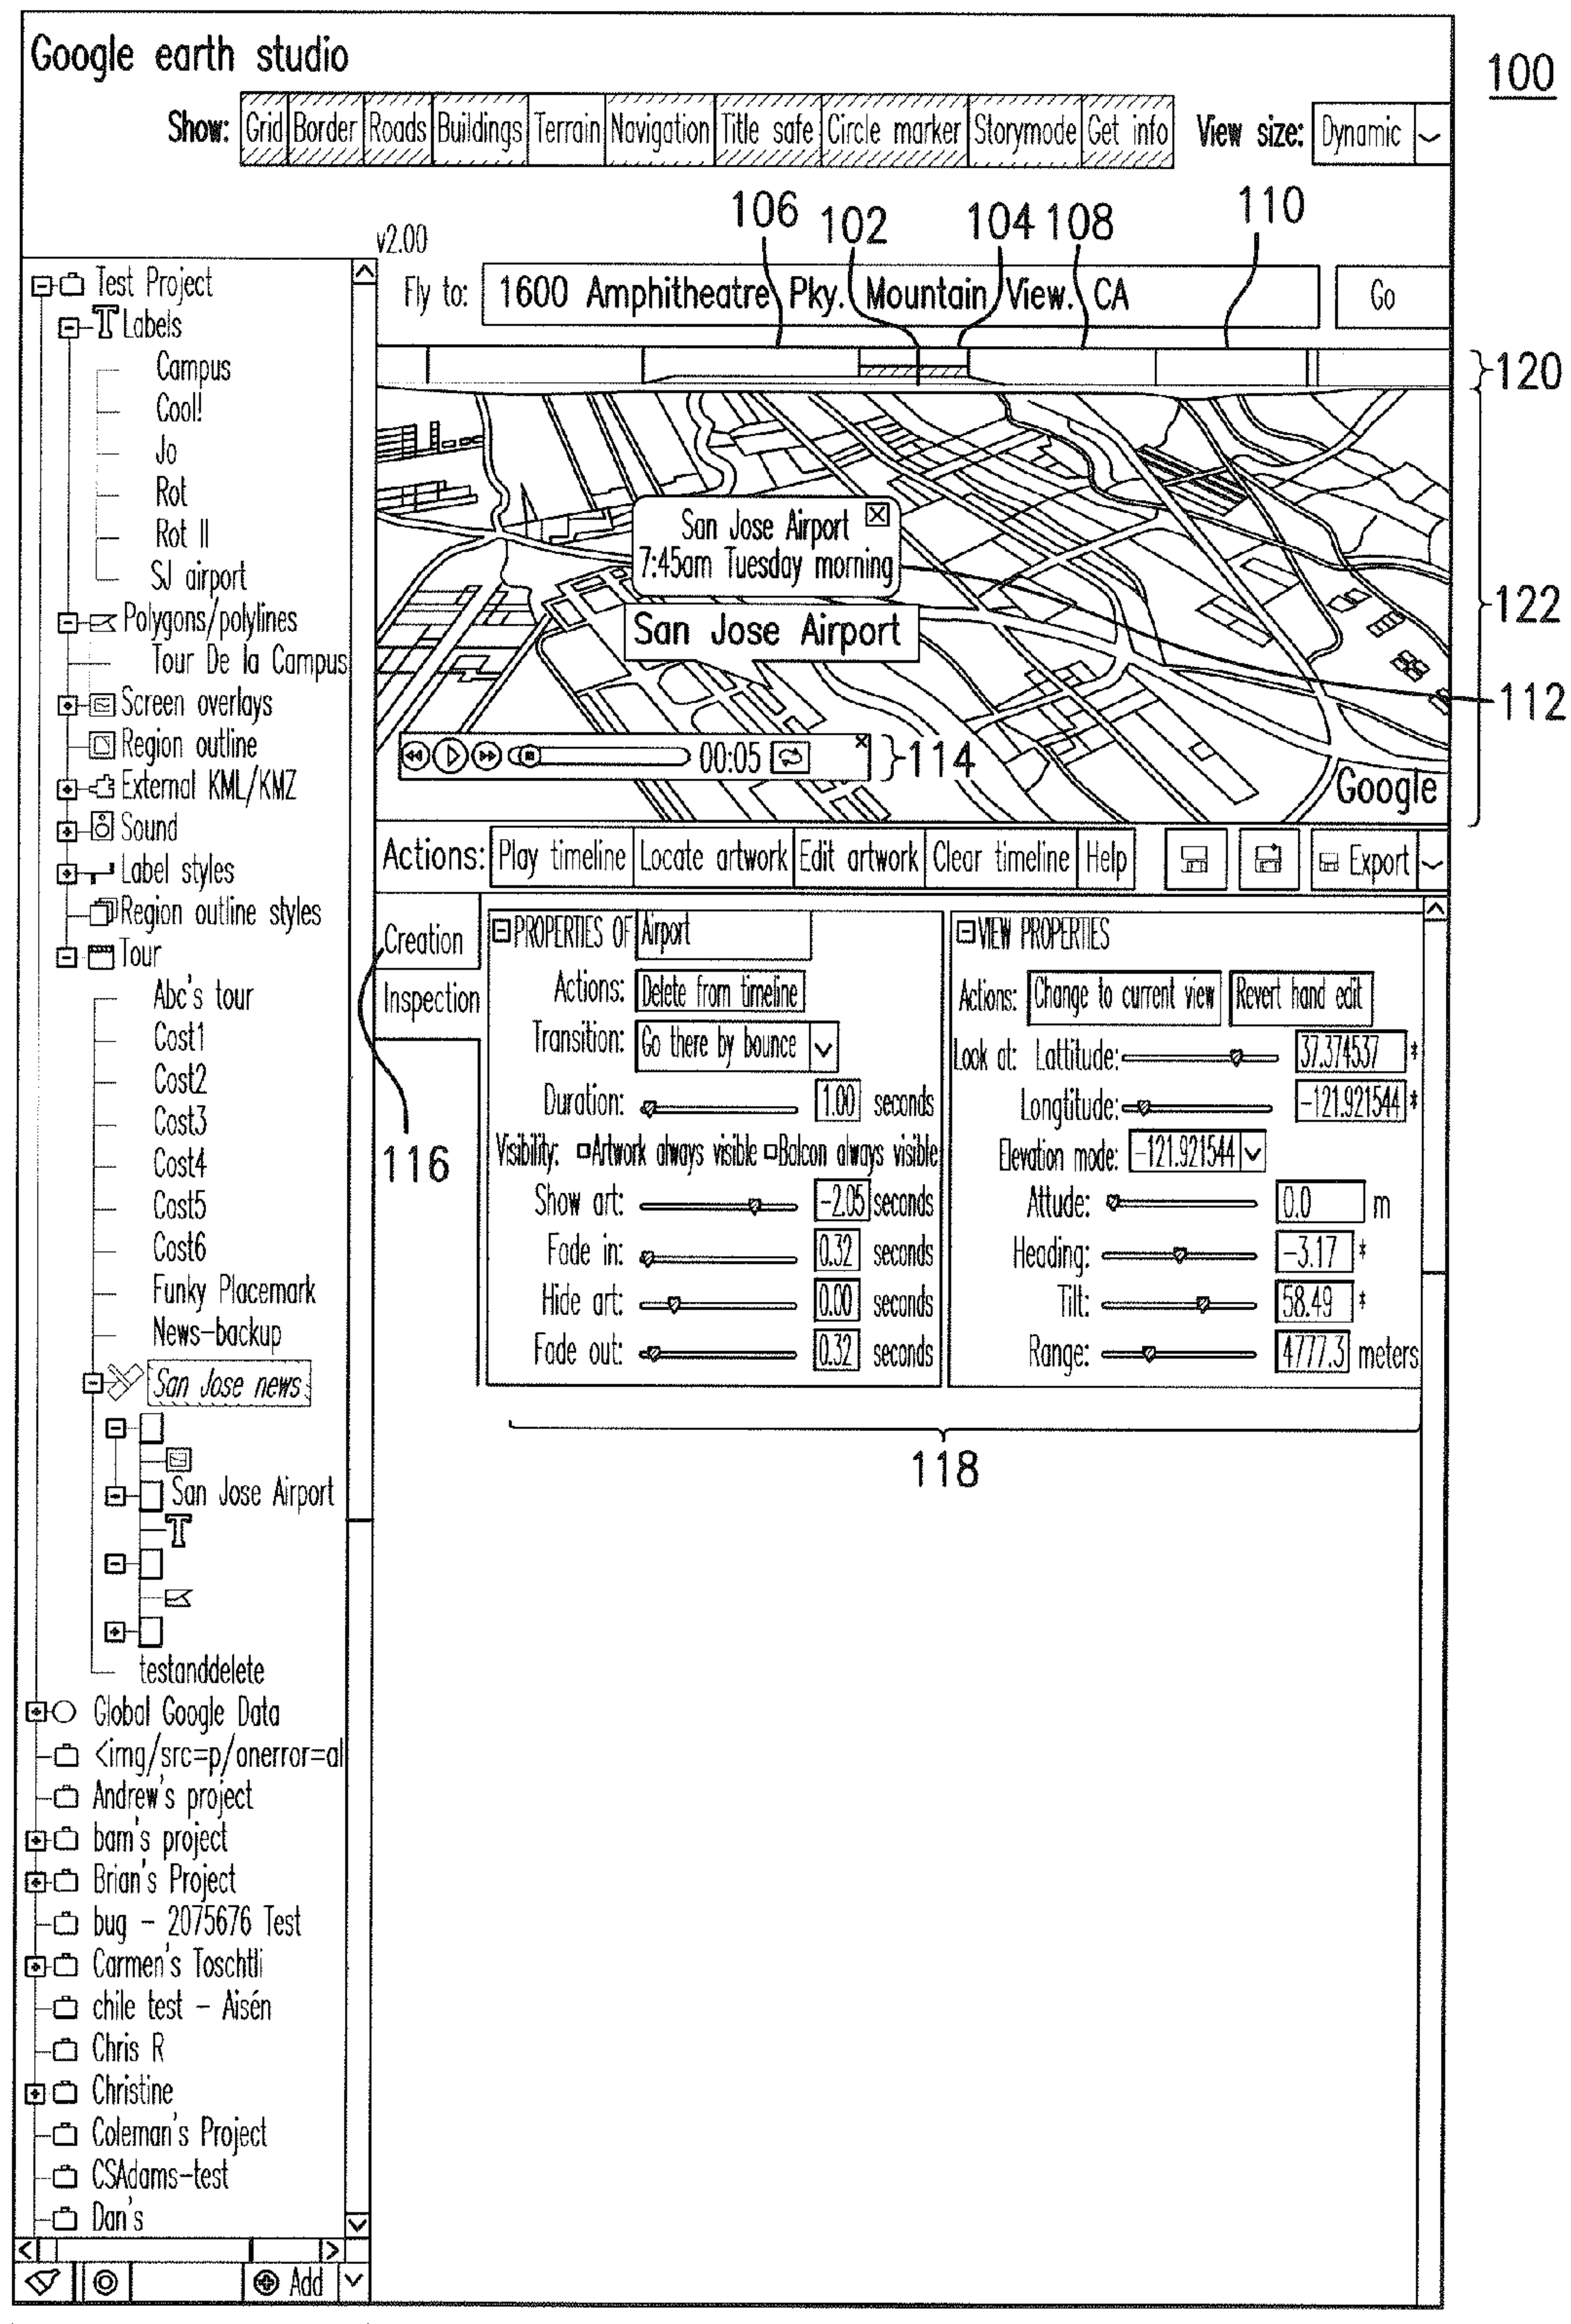 Google earth studio
100
Show: Grid Border Roads Buildings Terrain Navigation Title safe Circle marker Storymode Get info View size: Dynamic
106 102 104 108 110
v2.00
Fly to: 1600 Amphitheatre Pky. Mountain View. CA Go
120
122
112
San Jose Airport
7:45am Tuesday morning
San Jose Airport
00:05
114
Google
Actions: Play timeline Locate artwork Edit artwork Clear timeline Help Export
Test Project
Labels
Campus
Cool!
Jo
Rot
Rot II
SJ airport
Polygons/polylines
Tour De la Campus
Screen overlays
Region outline
External KML/KMZ
Sound
Label styles
Region outline styles
Tour
Abc's tour
Cost1
Cost2
Cost3
Cost4
Cost5
Cost6
Funky Placemark
News-backup
San Jose news
San Jose Airport
T
testanddelete
Global Google Data
<img/src=p/onerror=al
Andrew's project
bam's project
Brian's Project
bug - 2075676 Test
Carmen's Toschtli
chile test - Aisén
Chris R
Christine
Coleman's Project
CSAdams-test
Dan's
Add
Creation
Inspection
116
PROPERTIES OF Airport
Actions: Delete from timeline
Transition: Go there by bounce
Duration: 1.00 seconds
Visibility: Artwork always visible Balcon always visible
Show art: -2.05 seconds
Fade in: 0.32 seconds
Hide art: 0.00 seconds
Fade out: 0.32 seconds
VIEW PROPERTIES
Actions: Change to current view Revert hand edit
Look at: Lattitude: 37.374537 *
Longtitude: -121.921544 *
Elevation mode: -121.921544
Attude: 0.0 m
Heading: -3.17 *
Tilt: 58.49 *
Range: 4777.3 meters
118